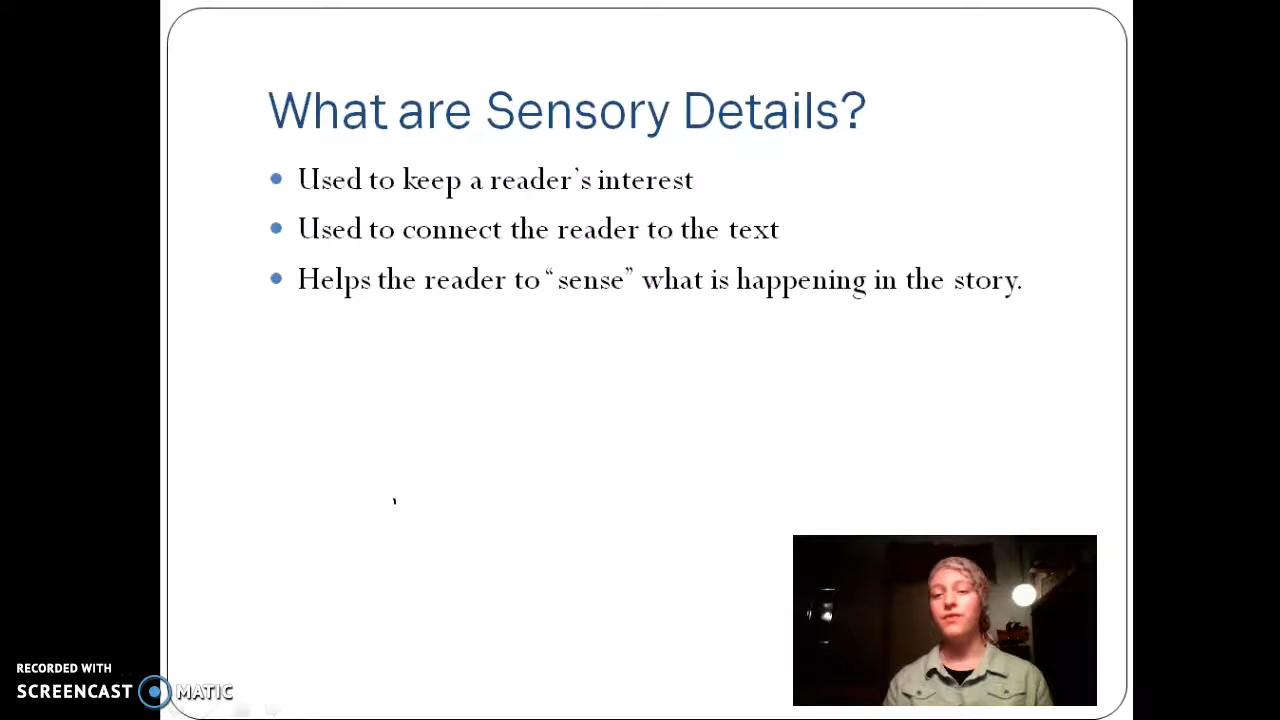 What are Sensory Details?
Used to keep a reader’s interest
Used to connect the reader to the text
Helps the reader to “sense” what is happening in the story.
RECORDED WITH
SCREENCAST MATIC